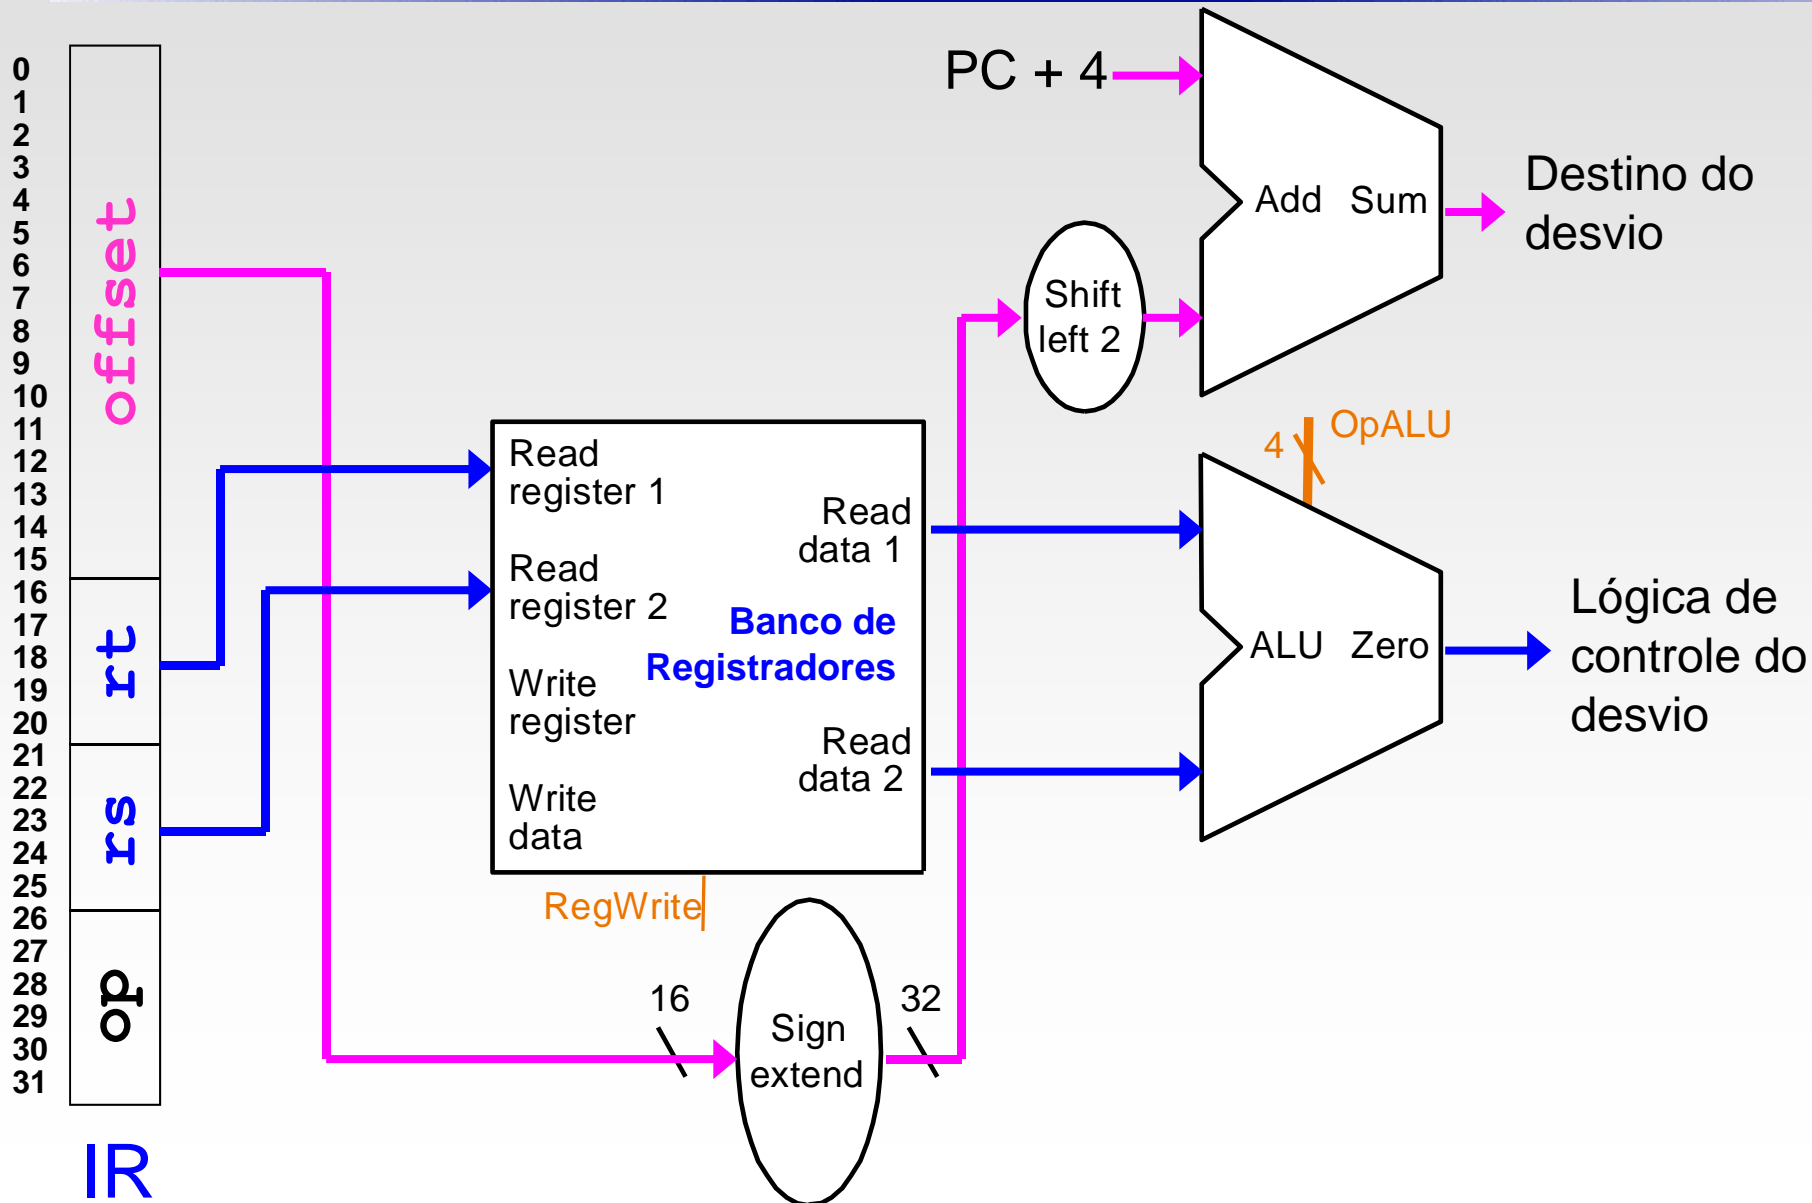 0
1
2
3
4
5
6
7
8
9
10
11
12
13
14
15
16
17
18
19
20
21
22
23
24
25
26
27
28
29
30
31
offset
rt
rs
op
IR
PC + 4
Add Sum
Destino do
desvio
Shift
left 2
Read
register 1
Read
register 2
Write
register
Write
data
Read
data 1
Banco de
Registradores
Read
data 2
RegWrite
4
OpALU
ALU Zero
Lógica de
controle do
desvio
16
Sign
extend
32